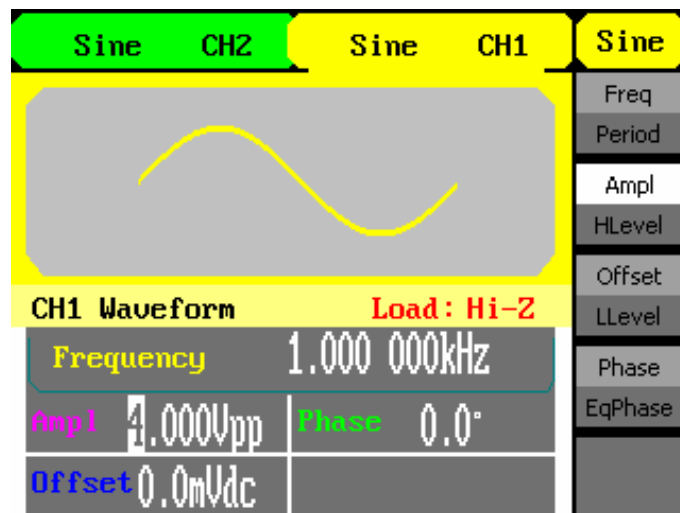 Sine CH2 Sine CH1 Sine
Freq
Period
Ampl
HLevel
Offset
LLevel
Phase
EqPhase
CH1 Waveform Load: Hi-Z
Frequency 1.000 000kHz
Ampl 4.000Vpp Phase 0.0°
Offset 0.0mVdc